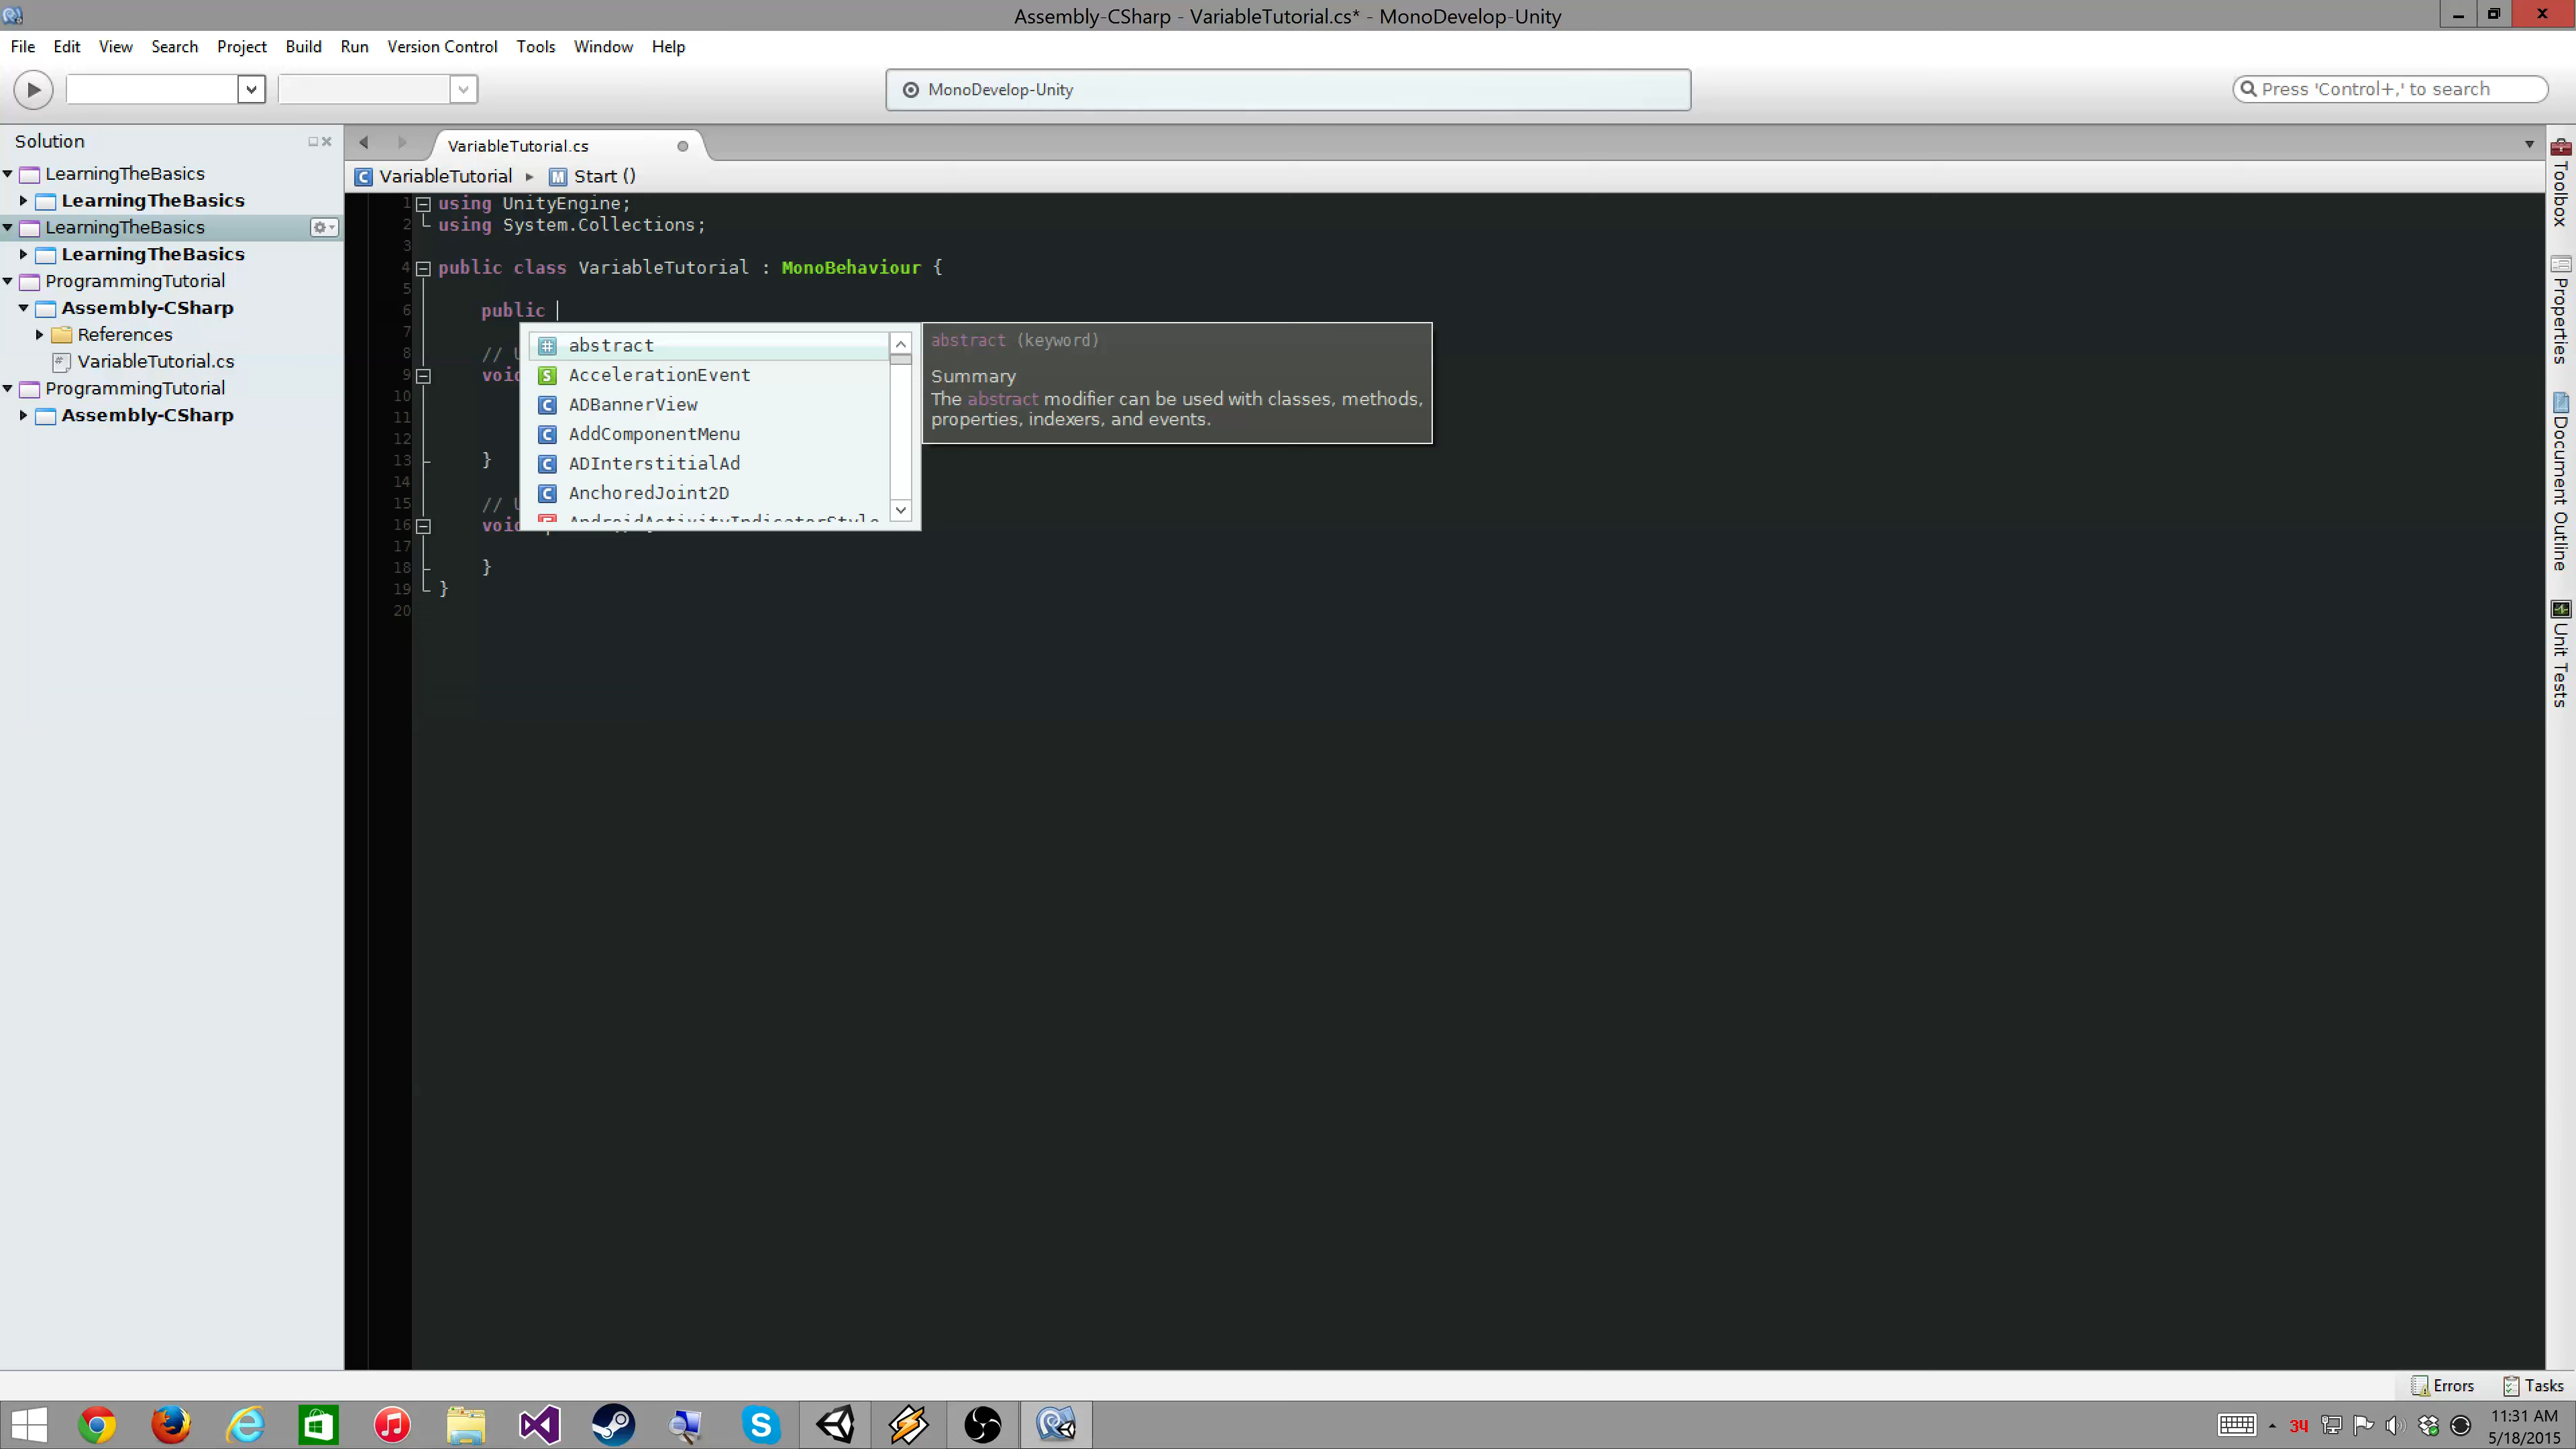 Assembly-CSharp - VariableTutorial.cs* - MonoDevelop-Unity
File Edit View Search Project Build Run Version Control Tools Window Help
MonoDevelop-Unity
Press 'Control+,' to search
Solution
LearningTheBasics
LearningTheBasics
LearningTheBasics
LearningTheBasics
ProgrammingTutorial
Assembly-CSharp
References
VariableTutorial.cs
ProgrammingTutorial
Assembly-CSharp
VariableTutorial.cs
VariableTutorial Start ()
1 using UnityEngine;
2 using System.Collections;
3
4 public class VariableTutorial : MonoBehaviour {
5
6 public
7
8 //
9 void
10
11
12
13 }
14
15 //
16 void
17
18 }
19 }
20
abstract
AccelerationEvent
ADBannerView
AddComponentMenu
ADInterstitialAd
AnchoredJoint2D
AndroidActivityIndicatorStyle
abstract (keyword)
Summary
The abstract modifier can be used with classes, methods,
properties, indexers, and events.
Toolbox
Properties
Document Outline
Unit Tests
Errors Tasks
34
11:31 AM
5/18/2015